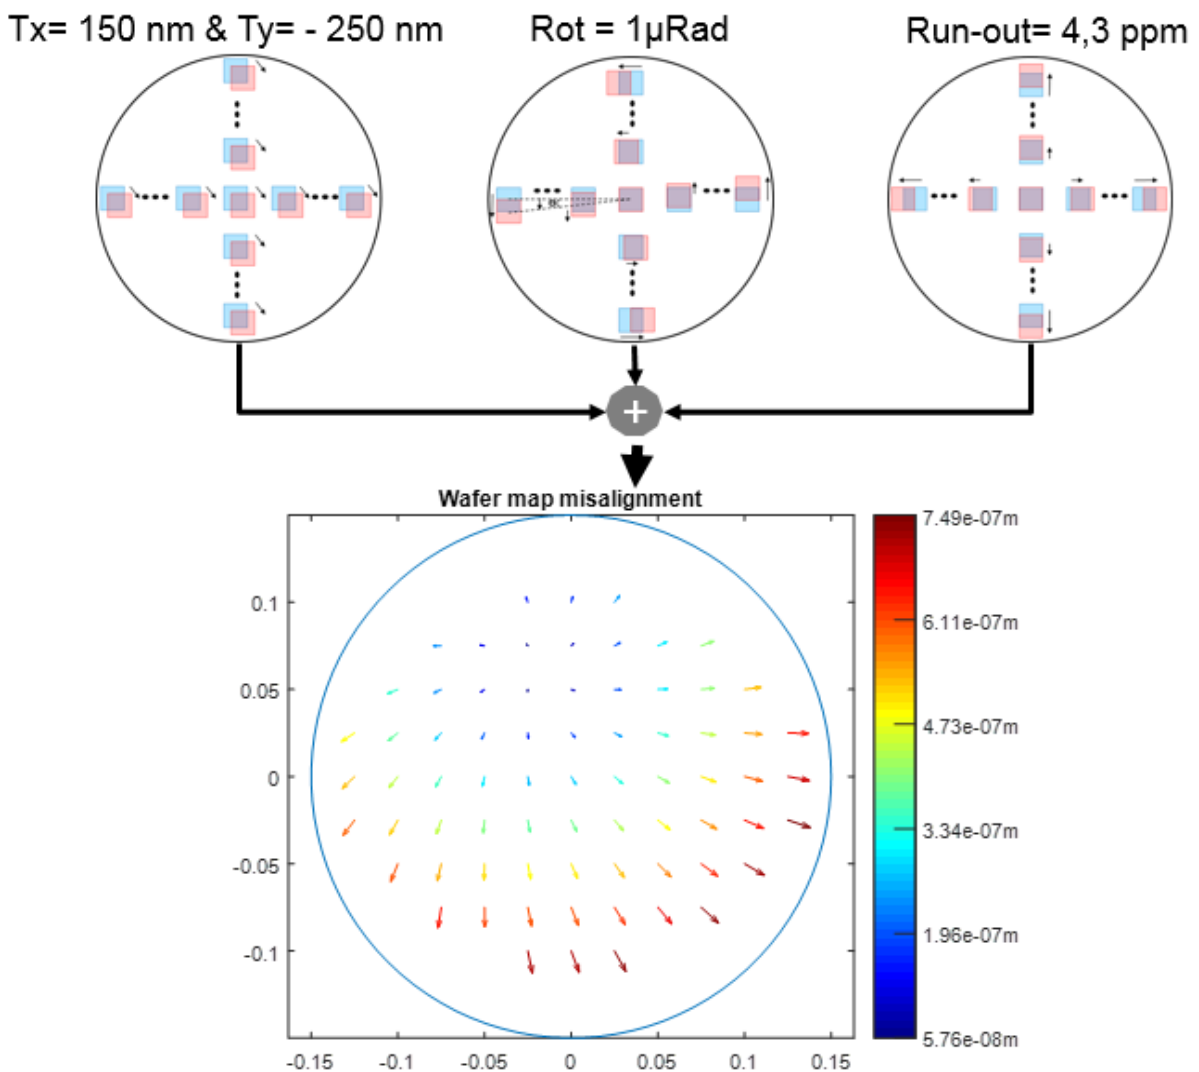 Tx= 150 nm & Ty= - 250 nm
Rot = 1µRad
Run-out= 4,3 ppm
+
Wafer map misalignment
0.1
0.05
0
-0.05
-0.1
-0.15
-0.1
-0.05
0
0.05
0.1
0.15
7.49e-07m
6.11e-07m
4.73e-07m
3.34e-07m
1.96e-07m
5.76e-08m